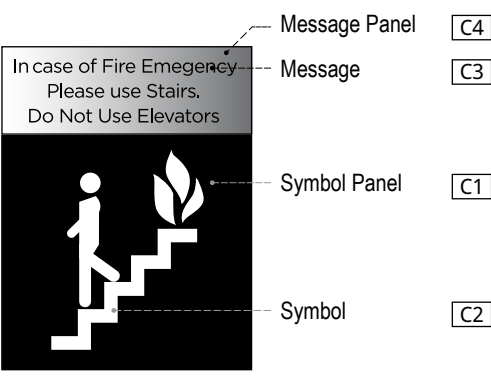 Message Panel C4
In case of Fire Emegency
Message C3
Please use Stairs.
Do Not Use Elevators
Symbol Panel C1
Symbol C2